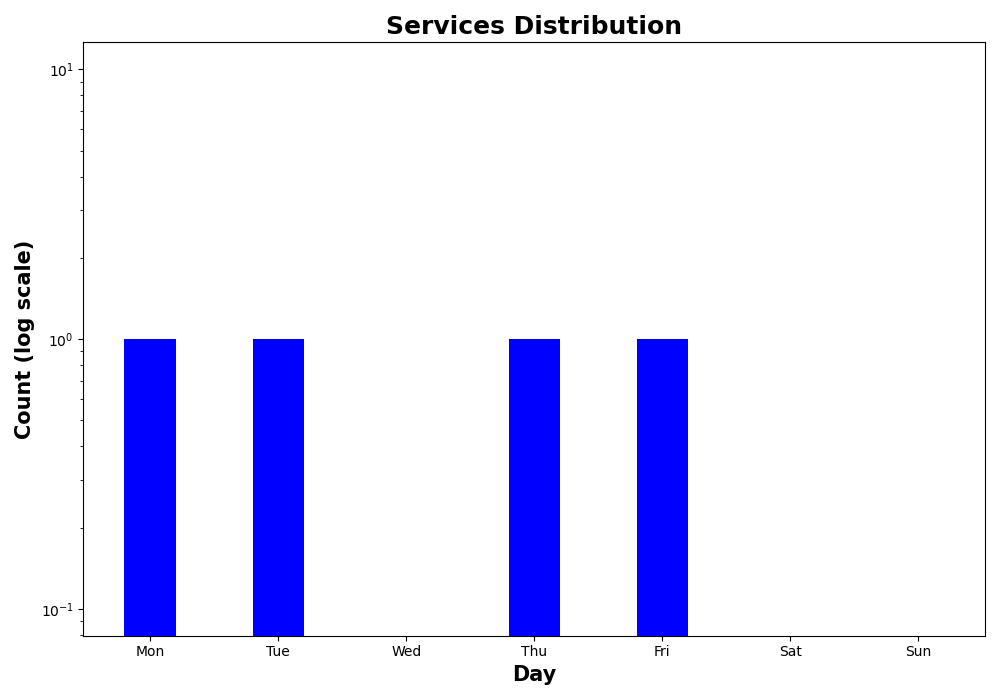 Services Distribution
Count (log scale)
10¹
10⁰
10⁻¹
Mon Tue Wed Thu Fri Sat Sun
Day